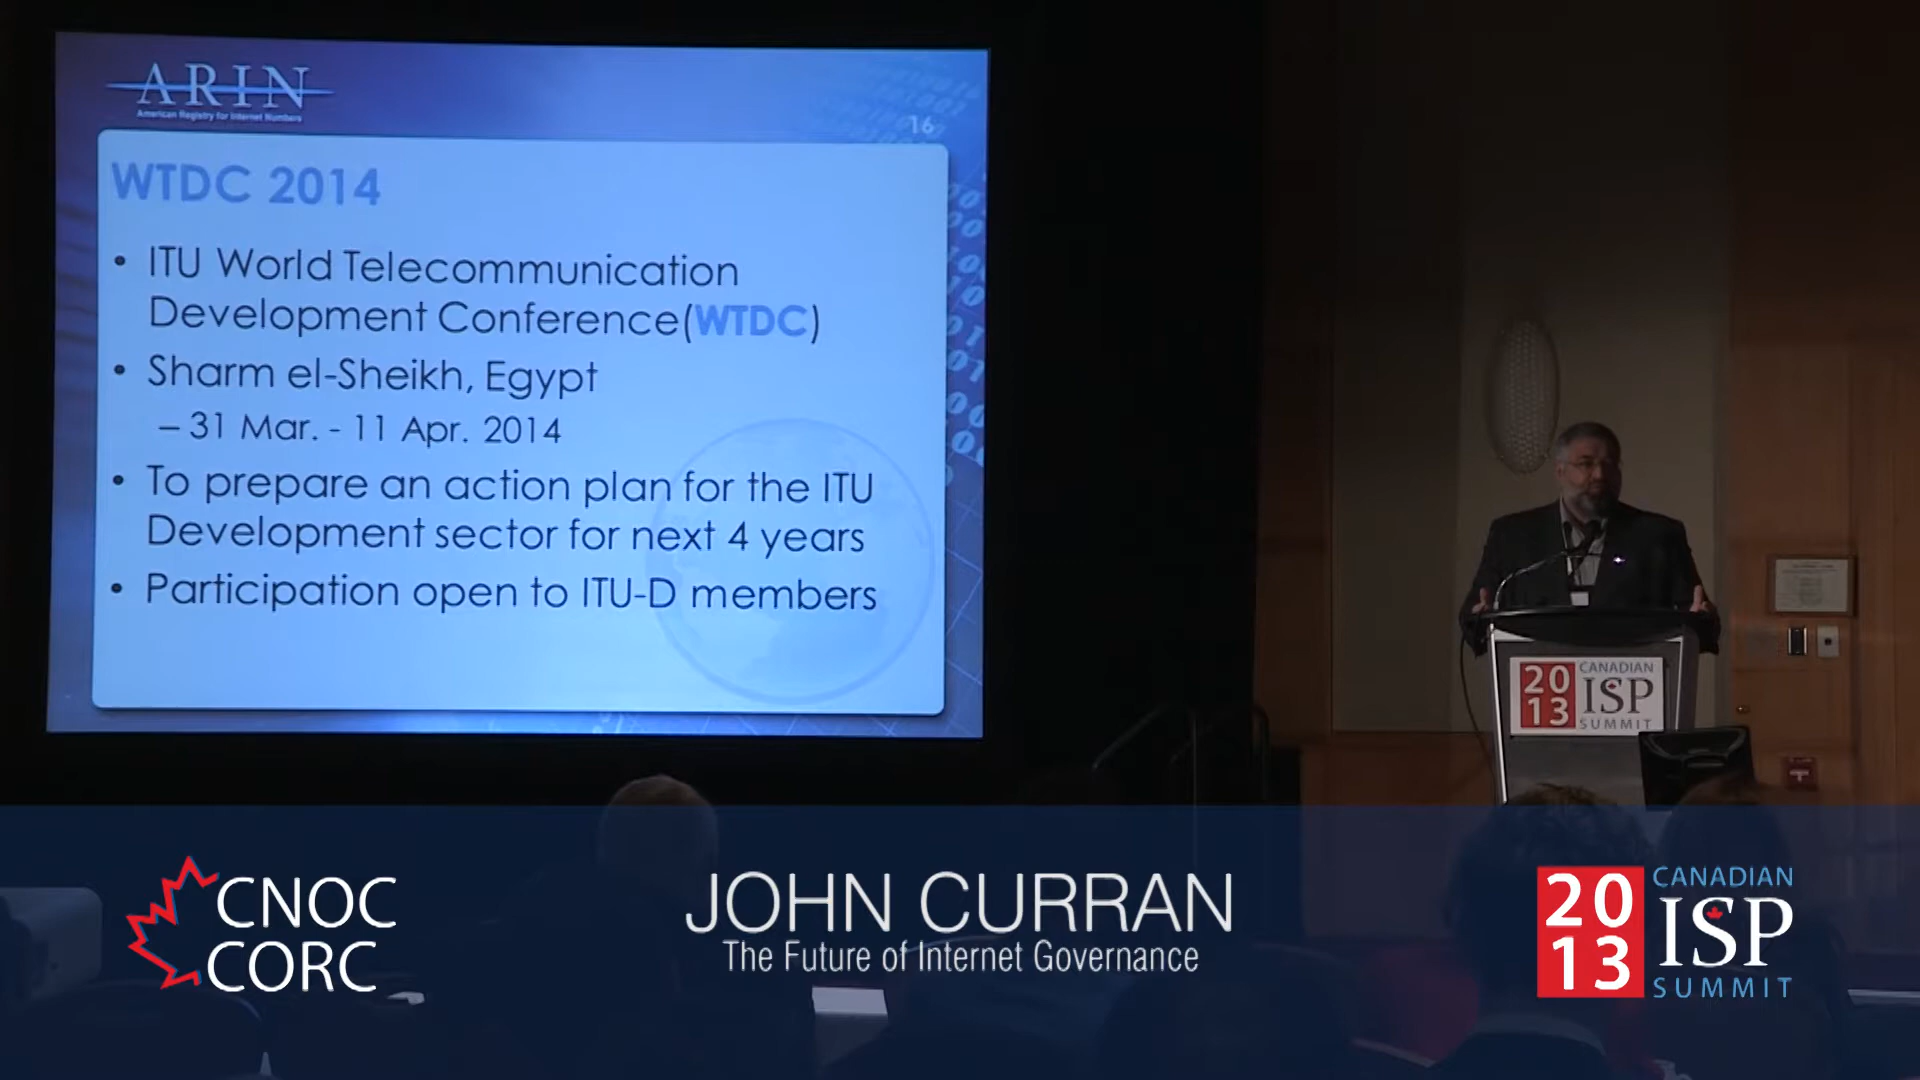 ARIN
American Registry for Internet Numbers
16
WTDC 2014
• ITU World Telecommunication
Development Conference(WTDC)
• Sharm el-Sheikh, Egypt
– 31 Mar. - 11 Apr. 2014
• To prepare an action plan for the ITU
Development sector for next 4 years
• Participation open to ITU-D members
20
13
CANADIAN
ISP
SUMMIT
CNOC
CORC
JOHN CURRAN
The Future of Internet Governance
20
13
CANADIAN
ISP
SUMMIT